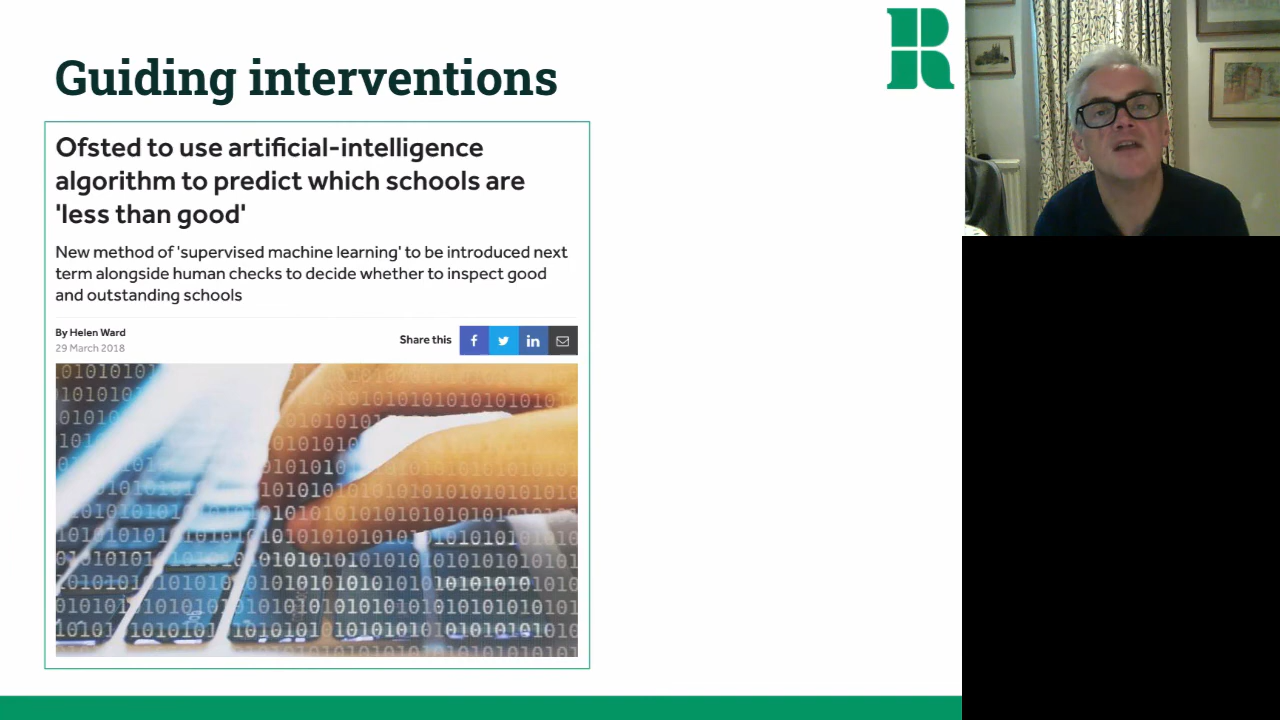 Guiding interventions
Ofsted to use artificial-intelligence
algorithm to predict which schools are
'less than good'
New method of 'supervised machine learning' to be introduced next
term alongside human checks to decide whether to inspect good
and outstanding schools
By Helen Ward
29 March 2018
Share this
R